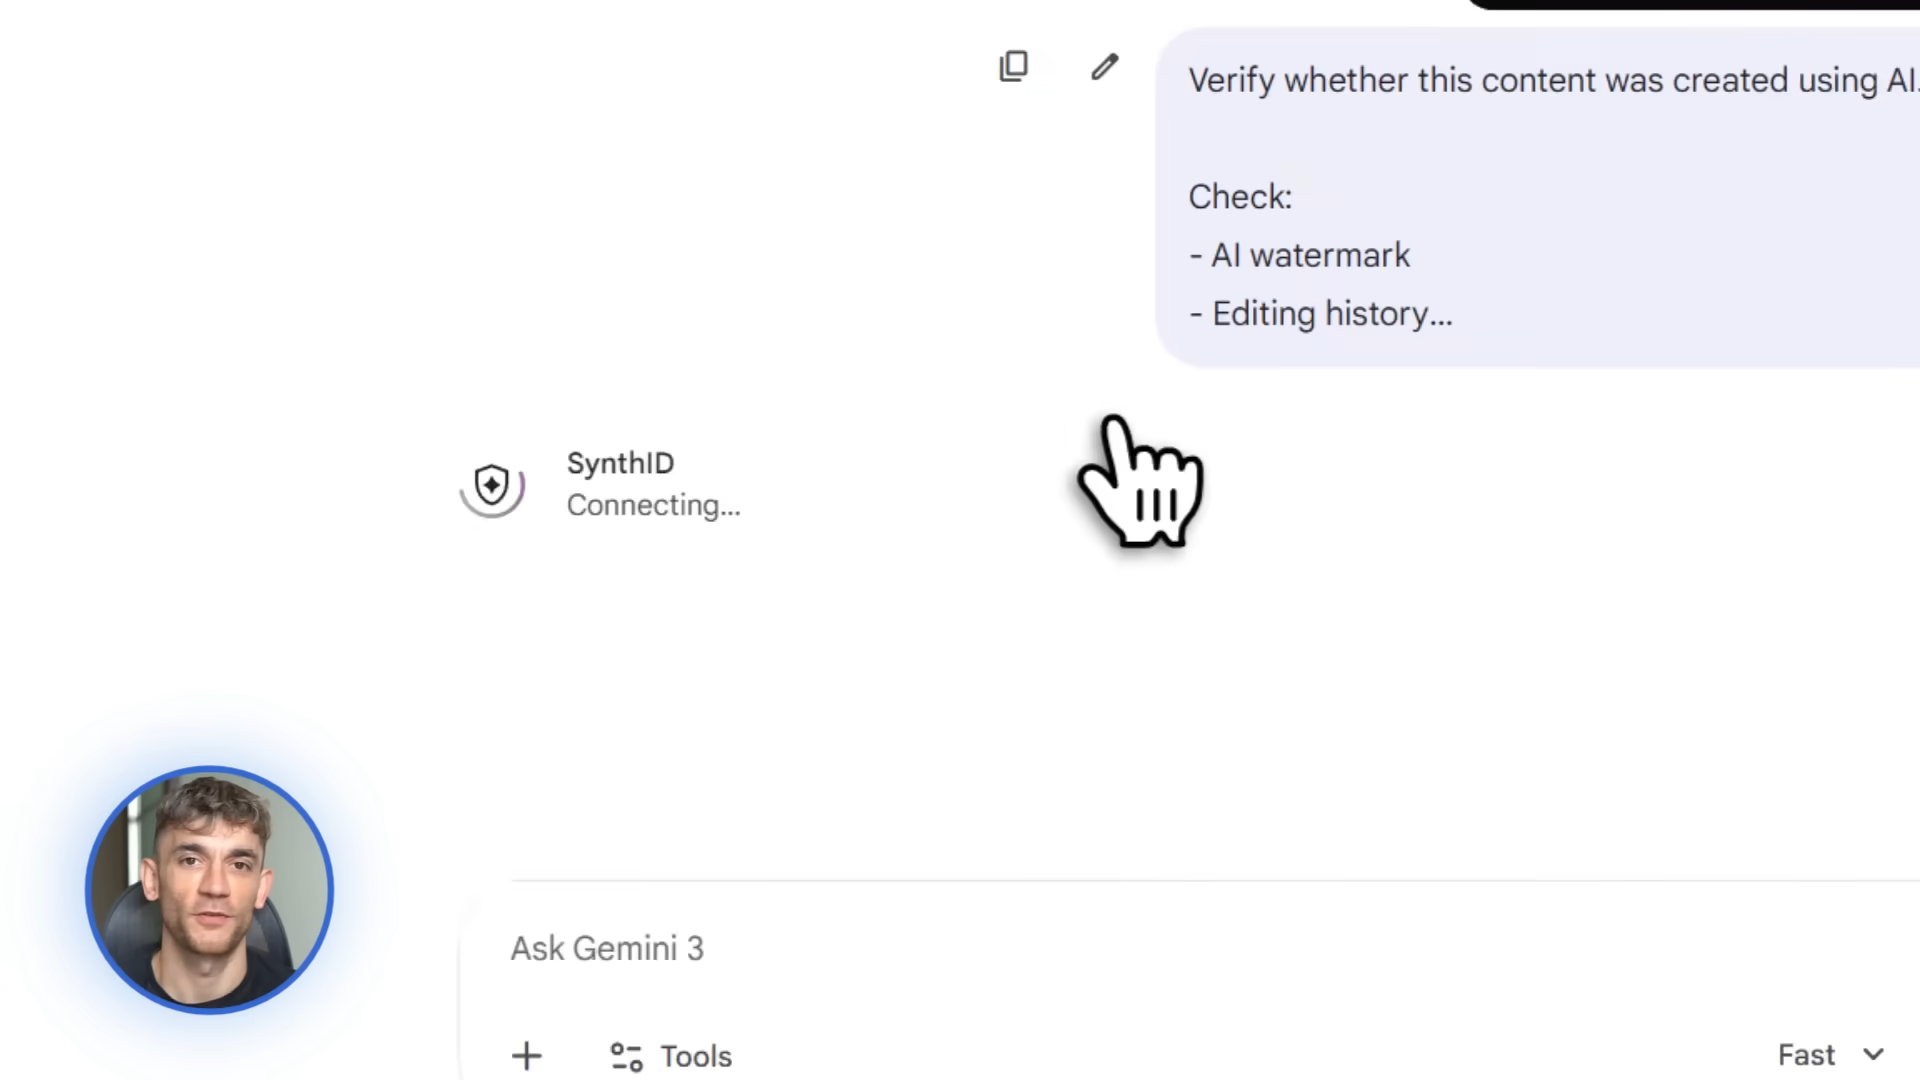 Verify whether this content was created using AI.
Check:
- AI watermark
- Editing history...
SynthID
Connecting...
Ask Gemini 3
Tools
Fast